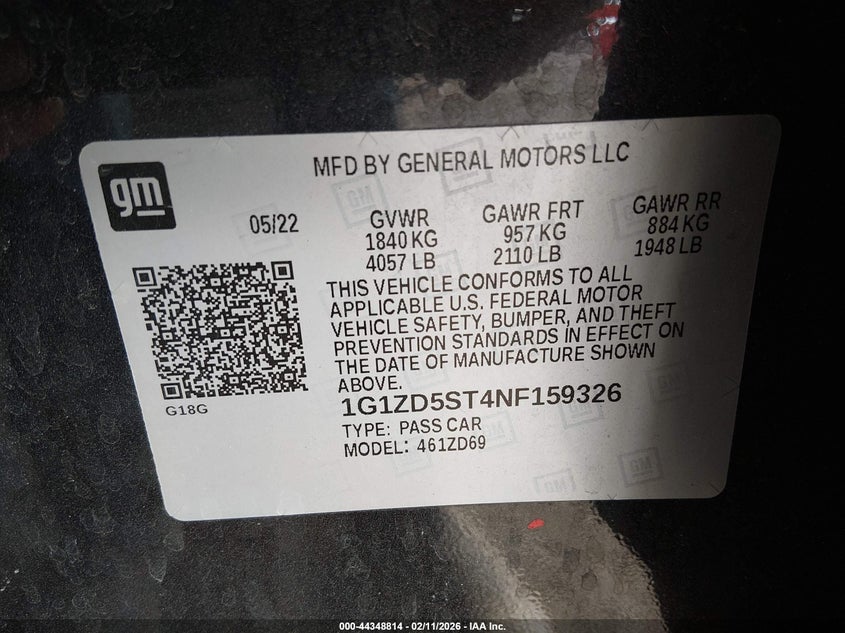 gm
MFD BY GENERAL MOTORS LLC
05/22
GVWR
1840 KG
4057 LB
GAWR FRT
957 KG
2110 LB
GAWR RR
884 KG
1948 LB
THIS VEHICLE CONFORMS TO ALL
APPLICABLE U.S. FEDERAL MOTOR
VEHICLE SAFETY, BUMPER, AND THEFT
PREVENTION STANDARDS IN EFFECT ON
THE DATE OF MANUFACTURE SHOWN
ABOVE.
G18G
1G1ZD5ST4NF159326
TYPE: PASS CAR
MODEL: 461ZD69
000-44348814 - 02/11/2026 - IAA Inc.